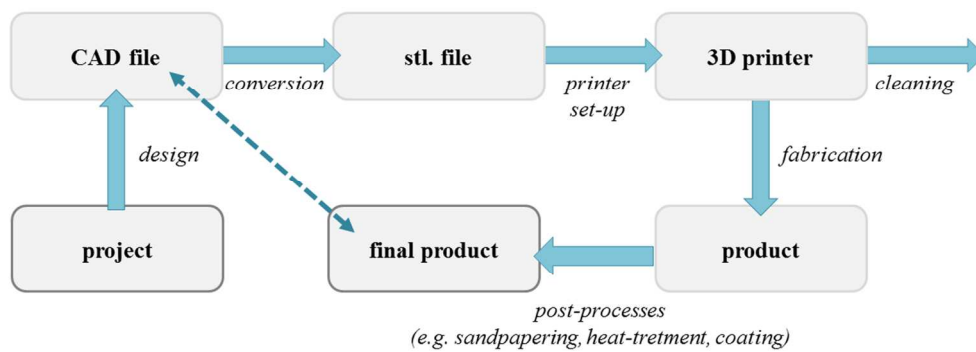 CAD file
conversion
stl. file
printer
set-up
3D printer
cleaning
design
fabrication
project
final product
product
post-processes
(e.g. sandpapering, heat-tretment, coating)